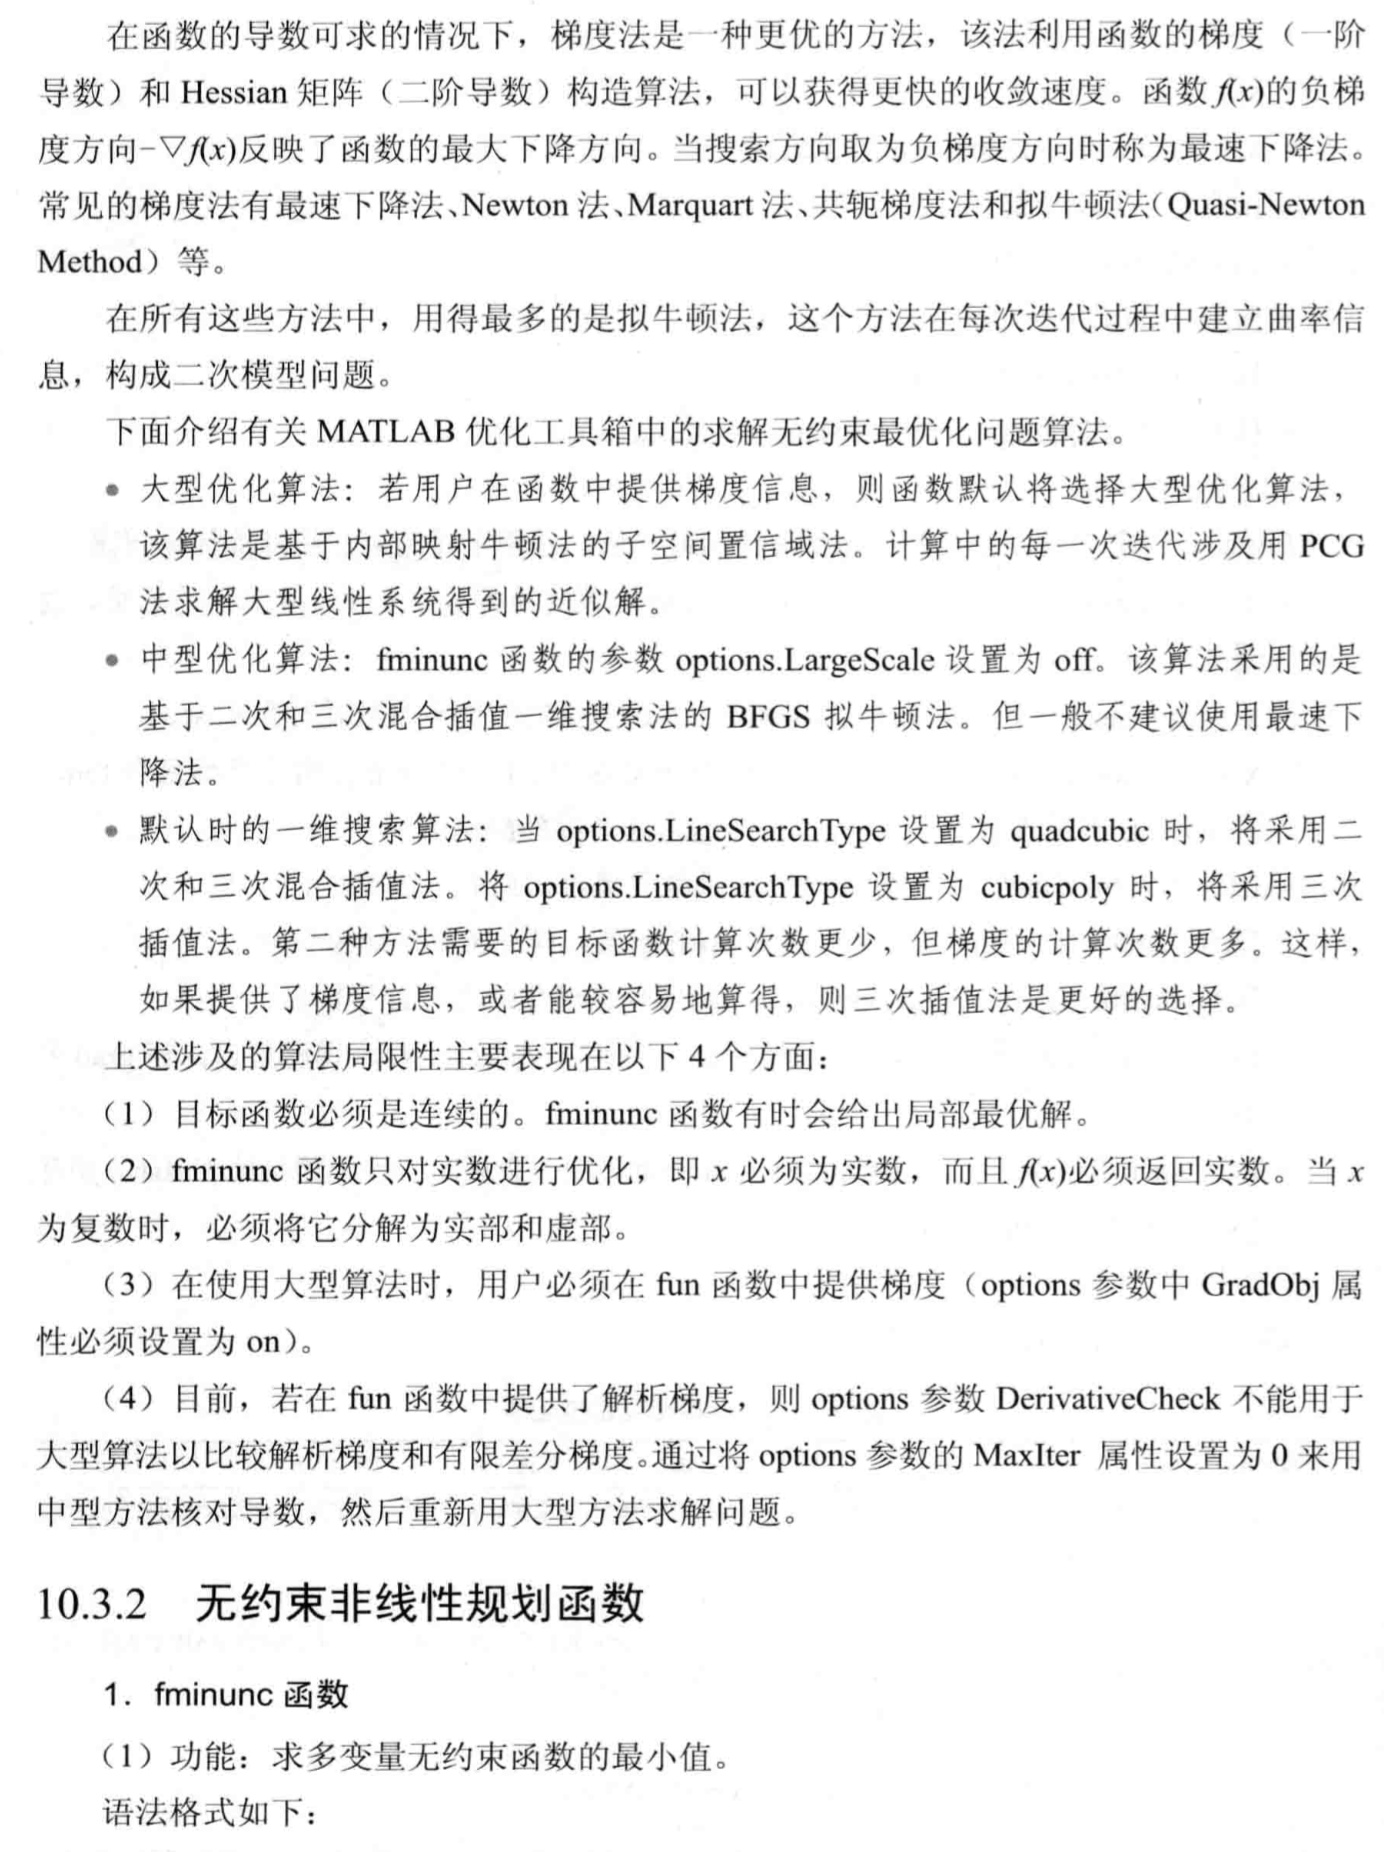 在函数的导数可求的情况下，梯度法是一种更优的方法，该法利用函数的梯度（一阶
导数）和 Hessian 矩阵（二阶导数）构造算法，可以获得更快的收敛速度。函数 f(x)的负梯
度方向-▽f(x)反映了函数的最大下降方向。当搜索方向取为负梯度方向时称为最速下降法。
常见的梯度法有最速下降法、Newton 法、Marquart 法、共轭梯度法和拟牛顿法（Quasi-Newton
Method）等。
在所有这些方法中，用得最多的是拟牛顿法，这个方法在每次迭代过程中建立曲率信
息，构成二次模型问题。
下面介绍有关 MATLAB 优化工具箱中的求解无约束最优化问题算法。
● 大型优化算法：若用户在函数中提供梯度信息，则函数默认将选择大型优化算法，
该算法是基于内部映射牛顿法的子空间置信域法。计算中的每一次迭代涉及用 PCG
法求解大型线性系统得到的近似解。
● 中型优化算法：fminunc 函数的参数 options.LargeScale 设置为 off。该算法采用的是
基于二次和三次混合插值一维搜索法的 BFGS 拟牛顿法。但一般不建议使用最速下
降法。
● 默认时的一维搜索算法：当 options.LineSearchType 设置为 quadcubic 时，将采用二
次和三次混合插值法。将 options.LineSearchType 设置为 cubicpoly 时，将采用三次
插值法。第二种方法需要的目标函数计算次数更少，但梯度的计算次数更多。这样，
如果提供了梯度信息，或者能较容易地算得，则三次插值法是更好的选择。
上述涉及的算法局限性主要表现在以下 4 个方面：
（1）目标函数必须是连续的。fminunc 函数有时会给出局部最优解。
（2）fminunc 函数只对实数进行优化，即 x 必须为实数，而且 f(x)必须返回实数。当 x
为复数时，必须将它分解为实部和虚部。
（3）在使用大型算法时，用户必须在 fun 函数中提供梯度（options 参数中 GradObj 属
性必须设置为 on）。
（4）目前，若在 fun 函数中提供了解析梯度，则 options 参数 DerivativeCheck 不能用于
大型算法以比较解析梯度和有限差分梯度。通过将 options 参数的 MaxIter 属性设置为 0 来用
中型方法核对导数，然后重新用大型方法求解问题。
10.3.2 无约束非线性规划函数
1．fminunc 函数
（1）功能：求多变量无约束函数的最小值。
语法格式如下：